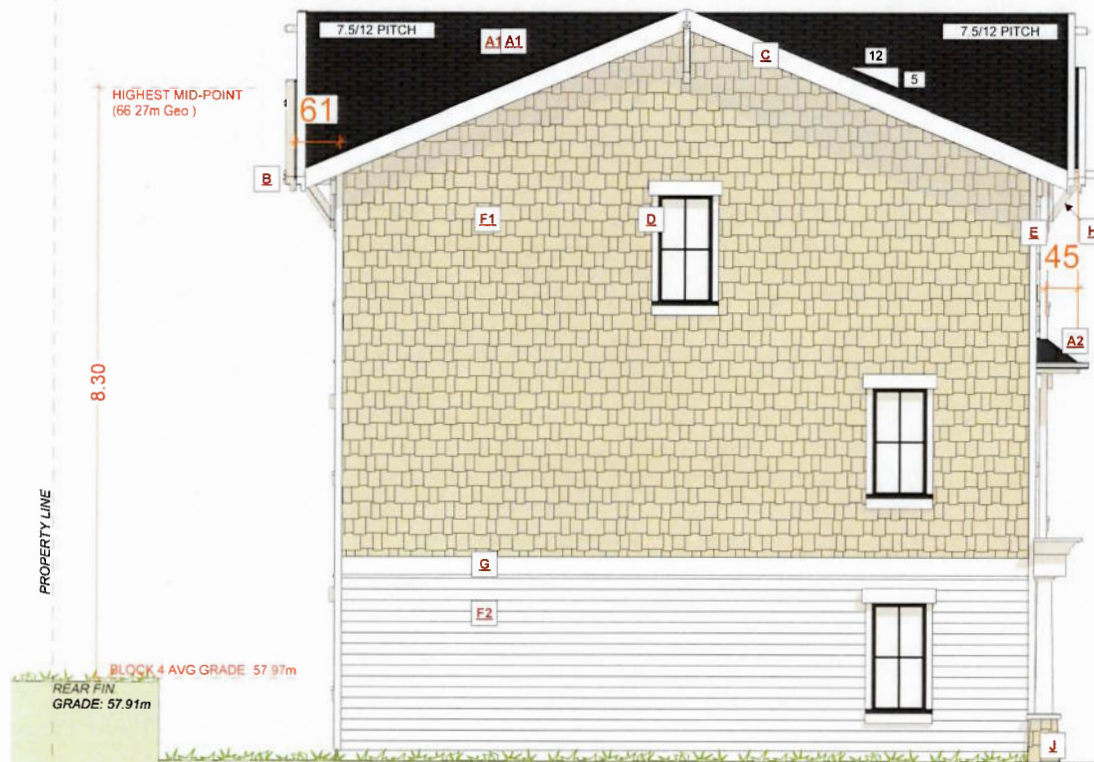 7.5/12 PITCH
A1 A1
C
7.5/12 PITCH
12
5
HIGHEST MID-POINT
(66 27m Geo )
61
B
F1
D
E
H
45
A2
8.30
PROPERTY LINE
G
F2
BLOCK 4 AVG GRADE 57.97m
REAR FIN.
GRADE: 57.91m
J